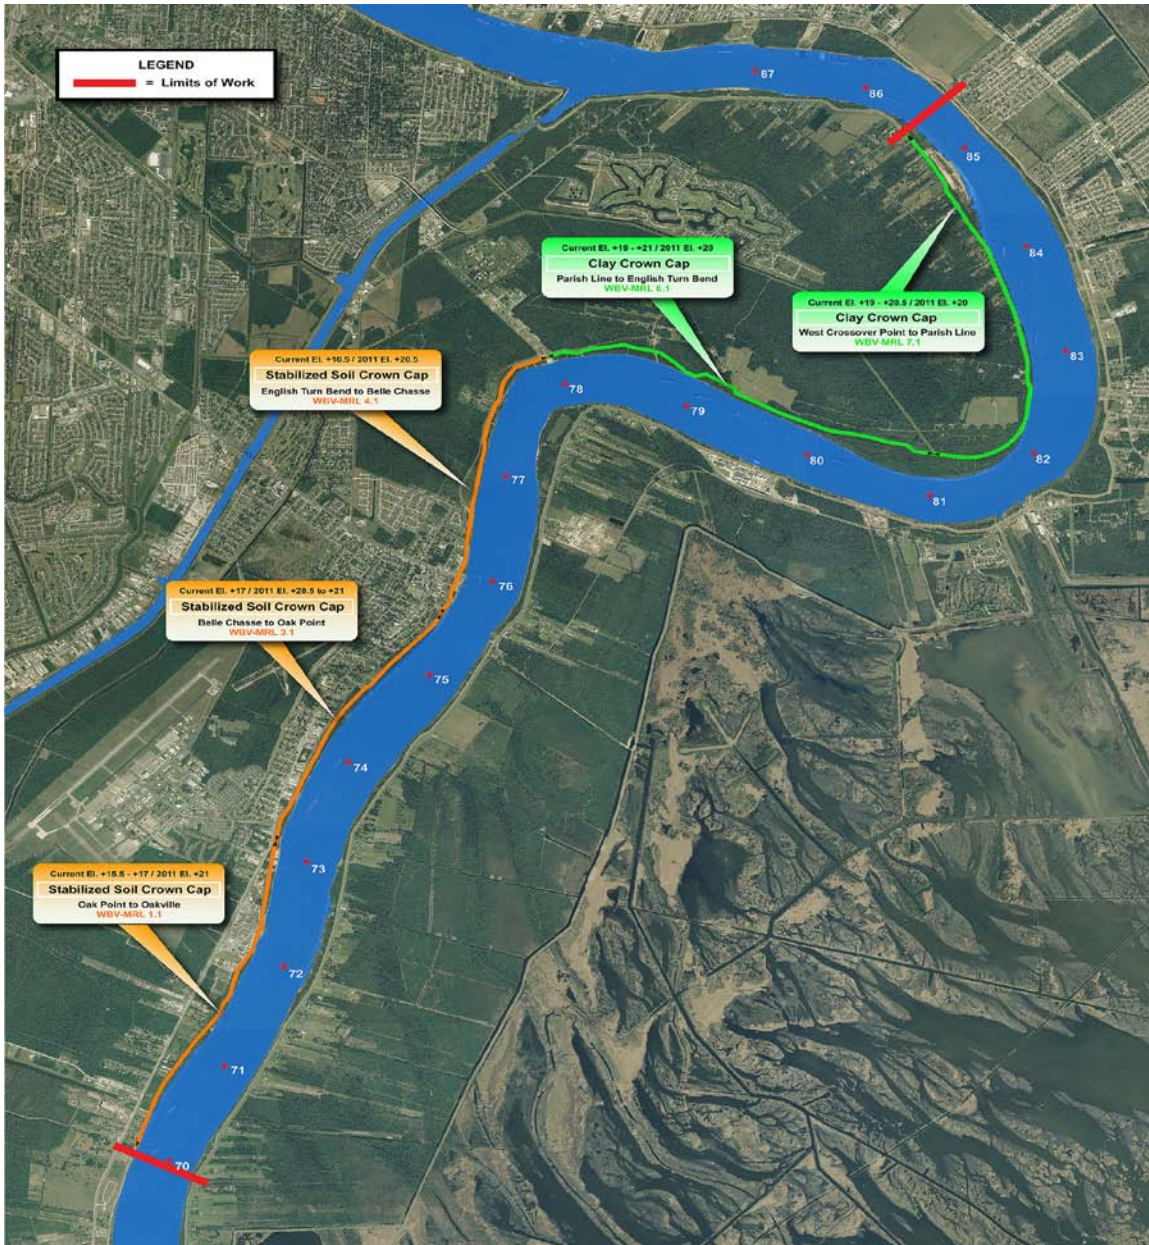 LEGEND
= Limits of Work
87
86
85
84
Current El. +19 - +21 / 2011 El. +20
Clay Crown Cap
Parish Line to English Turn Bend
WBV-MRL 6.1
Current El. +19 - +20.5 / 2011 El. +20
Clay Crown Cap
West Crossover Point to Parish Line
WBV-MRL 7.1
83
Current El. +16.5 / 2011 El. +20.5
Stabilized Soil Crown Cap
English Turn Bend to Belle Chasse
WBV-MRL 4.1
78
79
80
82
77
81
76
Current El. +17 / 2011 El. +20.5 to +21
Stabilized Soil Crown Cap
Belle Chasse to Oak Point
WBV-MRL 3.1
75
74
73
Current El. +15.5 - +17 / 2011 El. +21
Stabilized Soil Crown Cap
Oak Point to Oakville
WBV-MRL 1.1
72
71
70